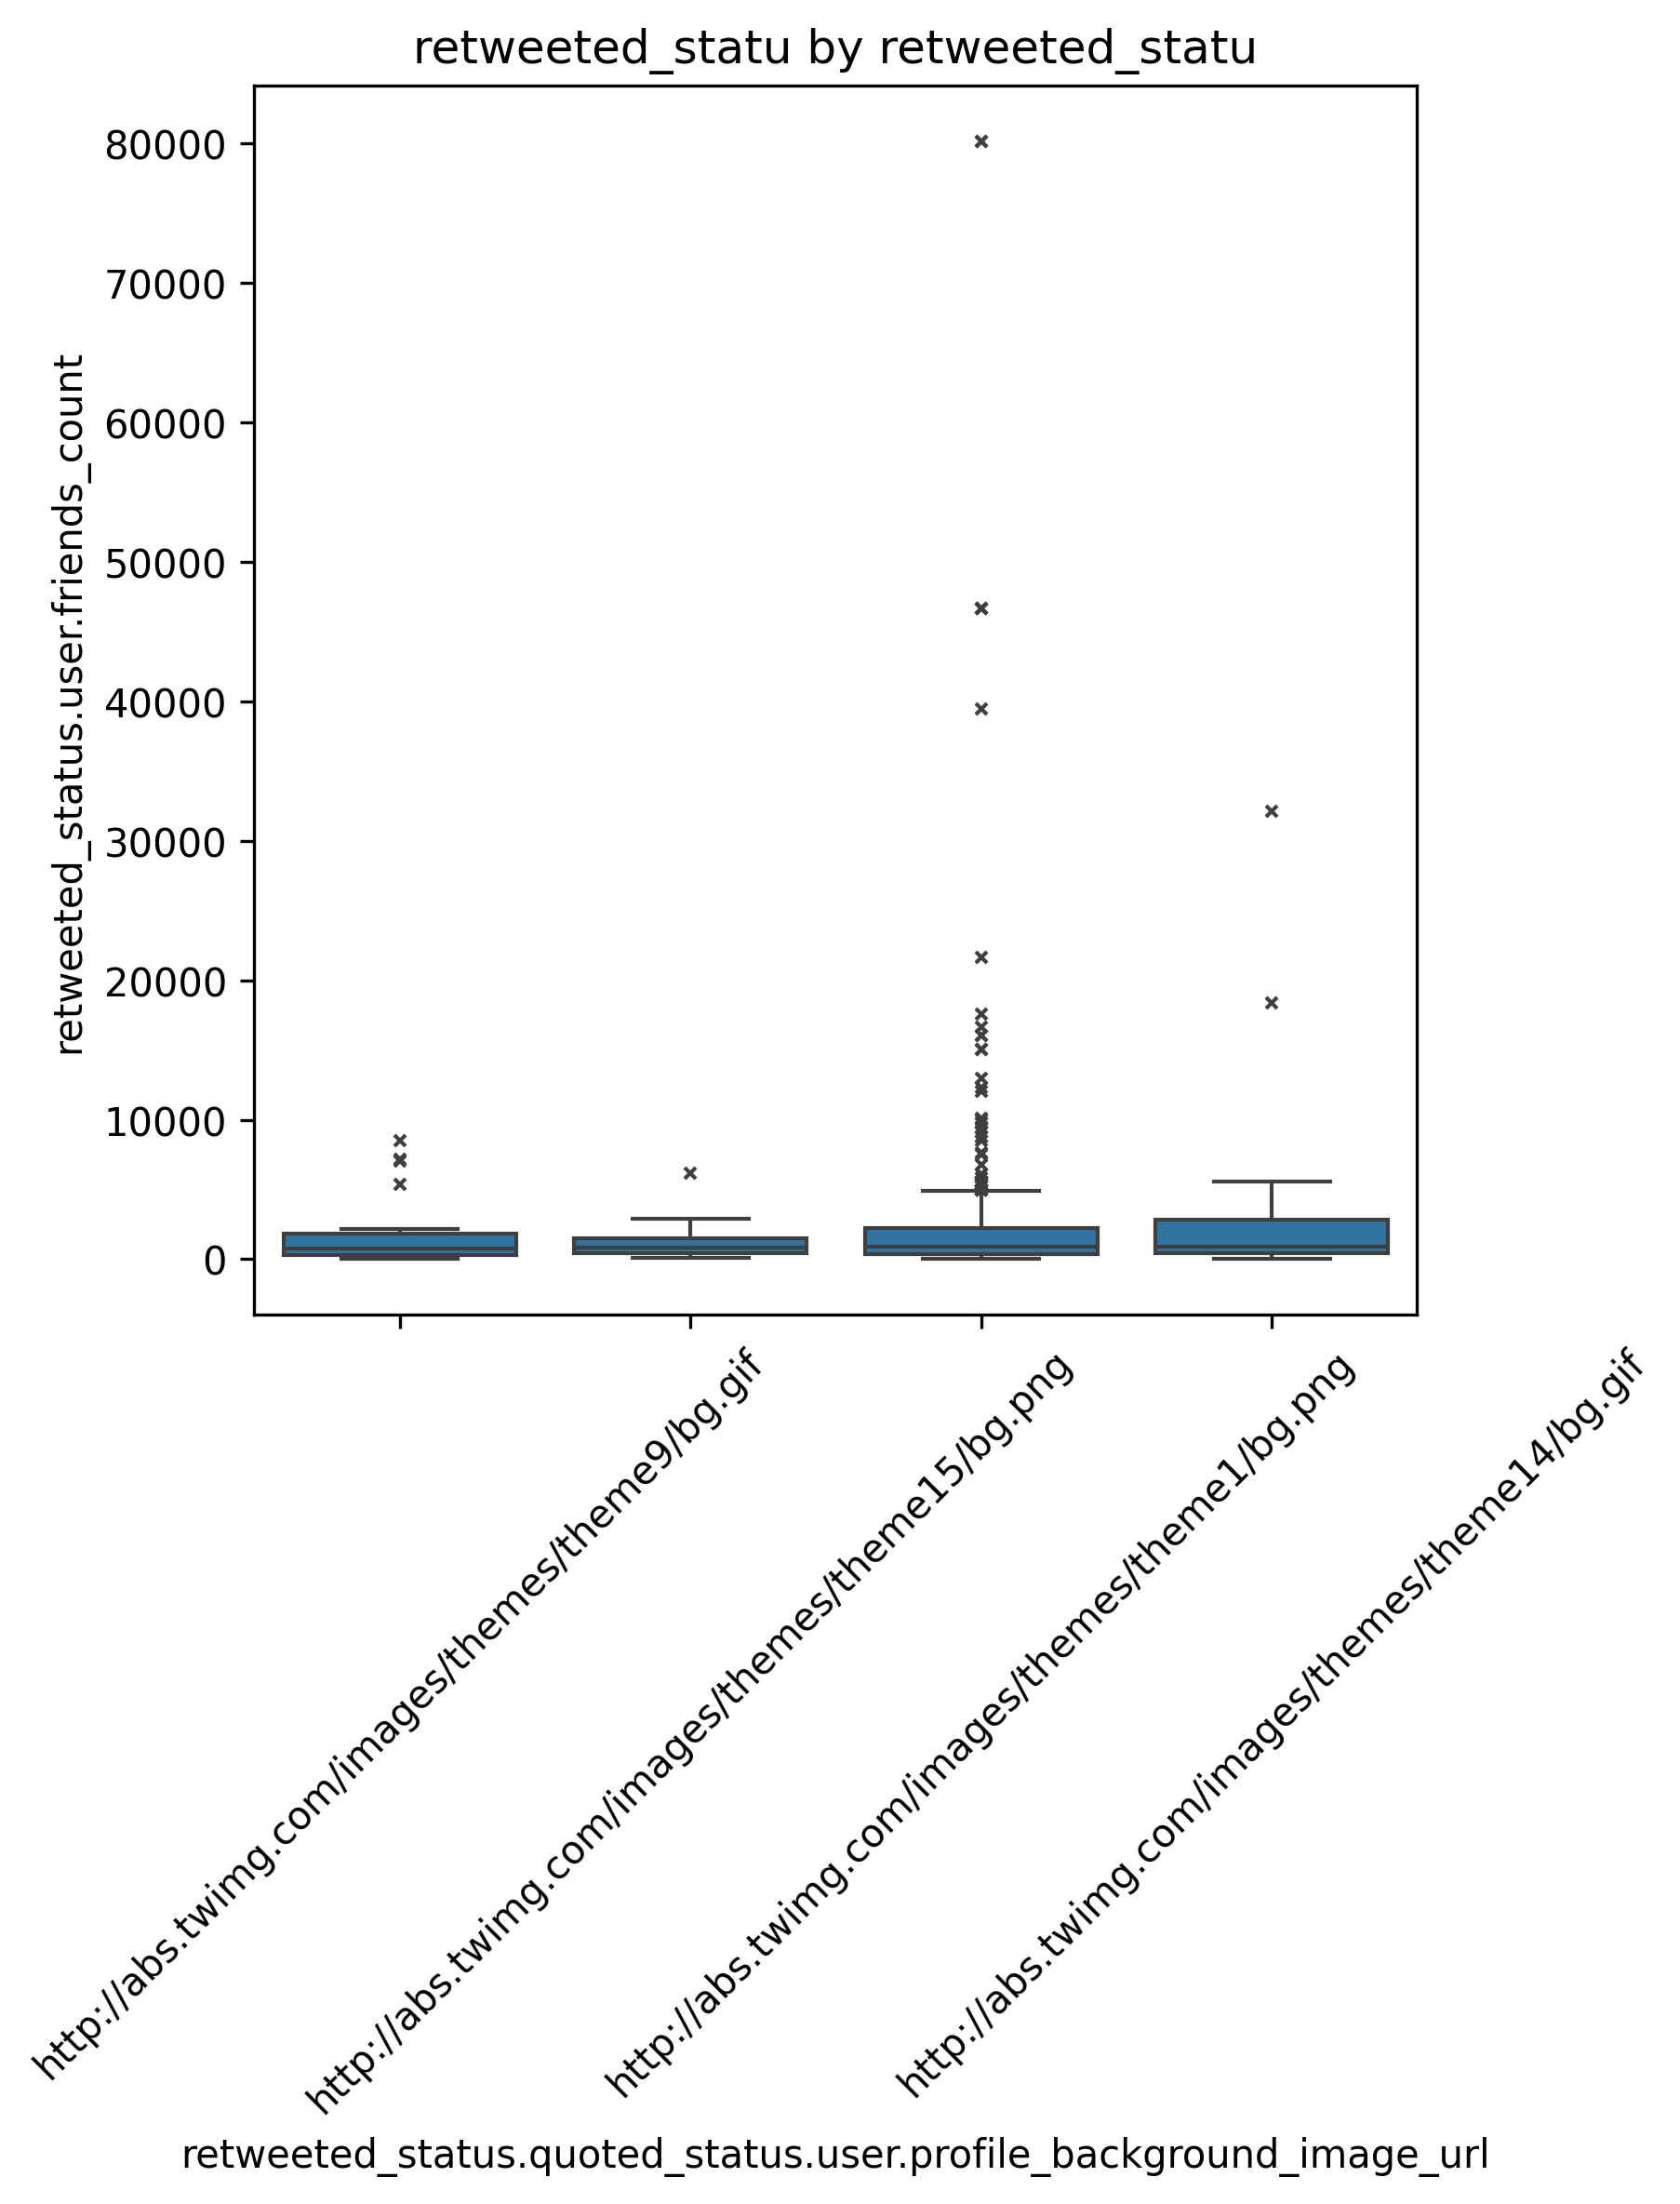 retweeted_statu by retweeted_statu
retweeted_status.user.friends_count
80000
70000
60000
50000
40000
30000
20000
10000
0
http://abs.twimg.com/images/themes/theme9/bg.gif
http://abs.twimg.com/images/themes/theme15/bg.png
http://abs.twimg.com/images/themes/theme1/bg.png
http://abs.twimg.com/images/themes/theme14/bg.gif
retweeted_status.quoted_status.user.profile_background_image_url